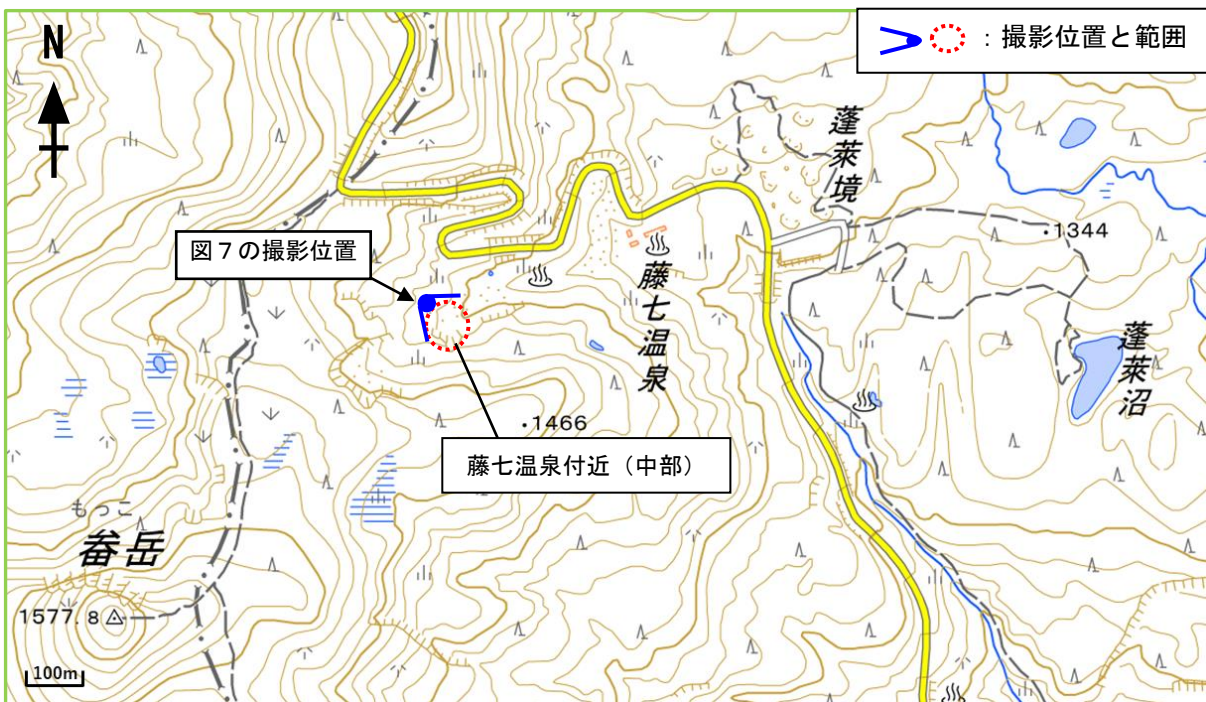 N
：撮影位置と範囲
蓬莱境
・1344
図７の撮影位置
藤七温泉
蓬莱沼
・1466
藤七温泉付近（中部）
もっこ
畚岳
1577.8
100m